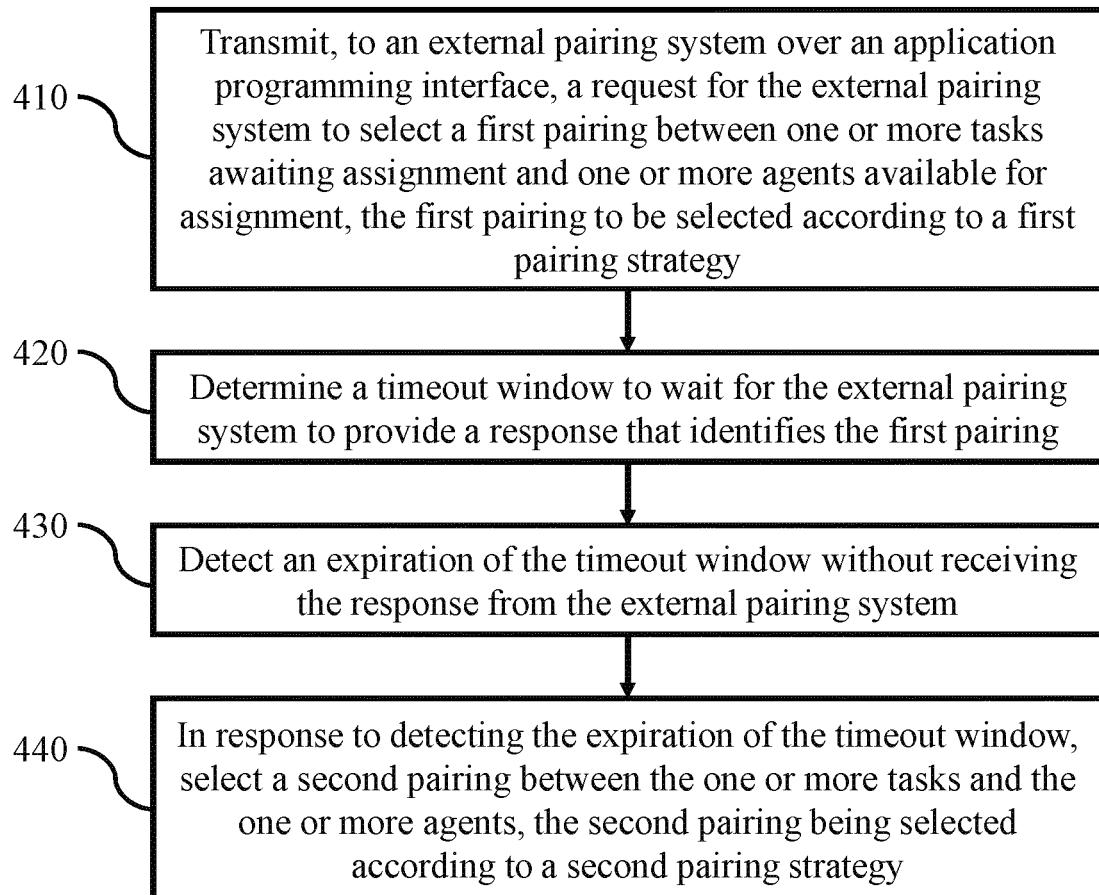 410
Transmit, to an external pairing system over an application
programming interface, a request for the external pairing
system to select a first pairing between one or more tasks
awaiting assignment and one or more agents available for
assignment, the first pairing to be selected according to a first
pairing strategy
420
Determine a timeout window to wait for the external pairing
system to provide a response that identifies the first pairing
430
Detect an expiration of the timeout window without receiving
the response from the external pairing system
440
In response to detecting the expiration of the timeout window,
select a second pairing between the one or more tasks and the
one or more agents, the second pairing being selected
according to a second pairing strategy